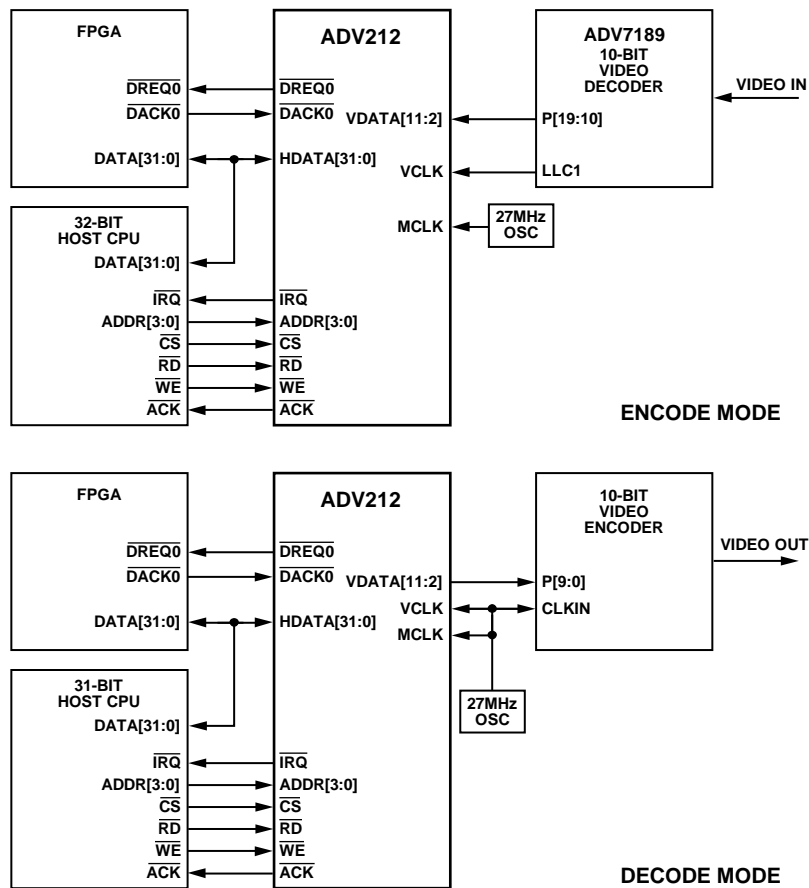 FPGA
DREQ0
DACK0
DATA[31:0]
32-BIT
HOST CPU
DATA[31:0]
IRQ
ADDR[3:0]
CS
RD
WE
ACK
ADV212
DREQ0
DACK0
HDATA[31:0]
IRQ
ADDR[3:0]
CS
RD
WE
ACK
VDATA[11:2]
VCLK
MCLK
ADV7189
10-BIT
VIDEO
DECODER
P[19:10]
LLC1
VIDEO IN
27MHz
OSC
ENCODE MODE
FPGA
DREQ0
DACK0
DATA[31:0]
31-BIT
HOST CPU
DATA[31:0]
IRQ
ADDR[3:0]
CS
RD
WE
ACK
ADV212
DREQ0
DACK0
HDATA[31:0]
IRQ
ADDR[3:0]
CS
RD
WE
ACK
VDATA[11:2]
VCLK
MCLK
10-BIT
VIDEO
ENCODER
P[9:0]
CLKIN
VIDEO OUT
27MHz
OSC
DECODE MODE